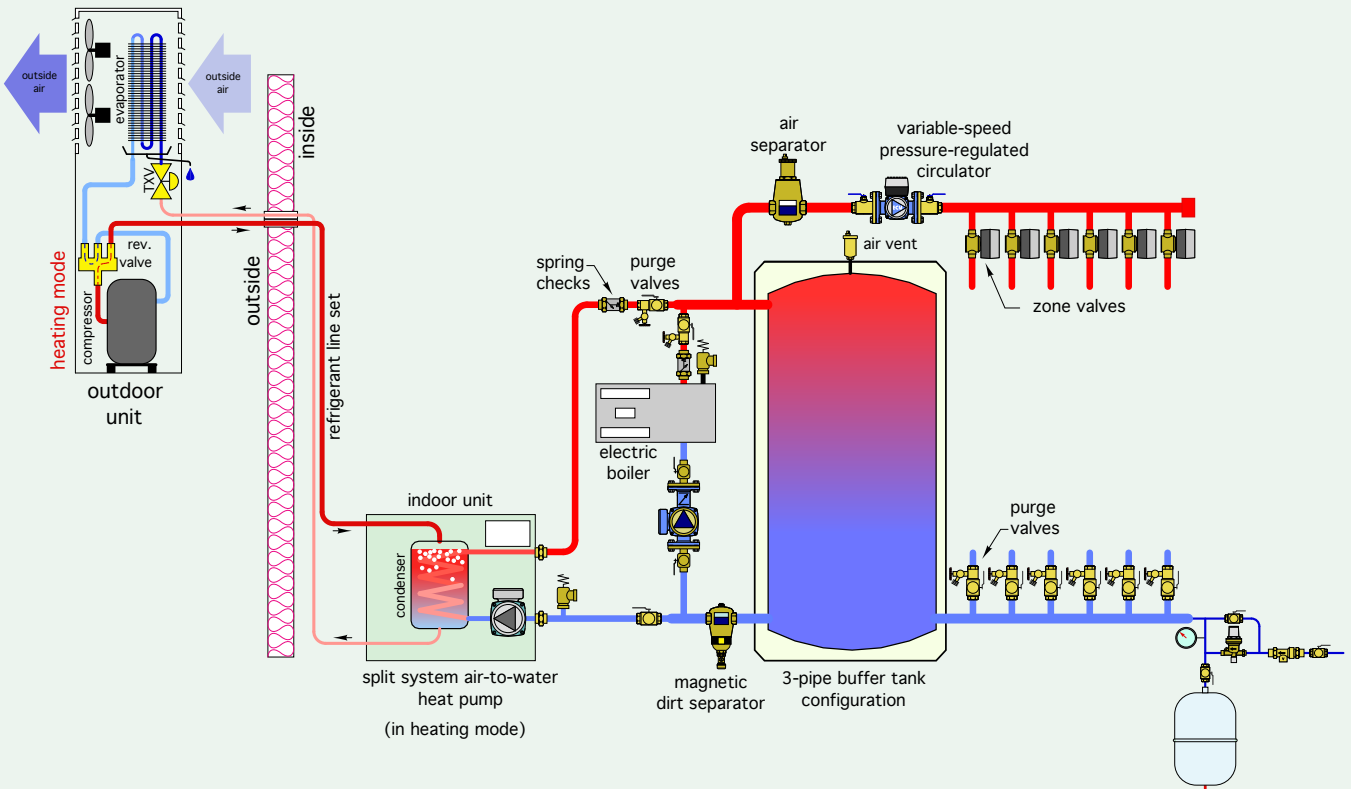 outside
air
evaporator
outside
air
TXV
inside
outside
heating mode
rev.
valve
compressor
outdoor
unit
refrigerant line set
air
separator
variable-speed
pressure-regulated
circulator
air vent
spring
checks
purge
valves
zone valves
electric
boiler
indoor unit
condenser
purge
valves
split system air-to-water
heat pump
(in heating mode)
magnetic
dirt separator
3-pipe buffer tank
configuration